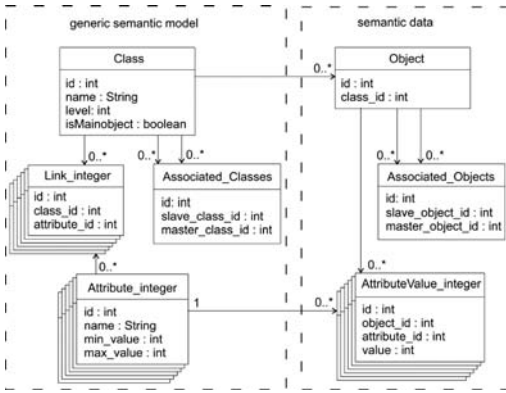 generic semantic model
semantic data
Class
id : int
name : String
level: int
isMainobject : boolean
0..*
Object
id : int
class_id : int
0..*
0..*
0..*
0..*
0..*
Link_integer
id : int
class_id : int
attribute_id : int
Associated_Classes
id: int
slave_class_id : int
master_class_id : int
Associated_Objects
id : int
slave_object_id : int
master_object_id : int
0..*
0..*
Attribute_integer
id : int
name : String
min_value : int
max_value : int
1
0..*
AttributeValue_integer
id : int
object_id : int
attribute_id : int
value : int